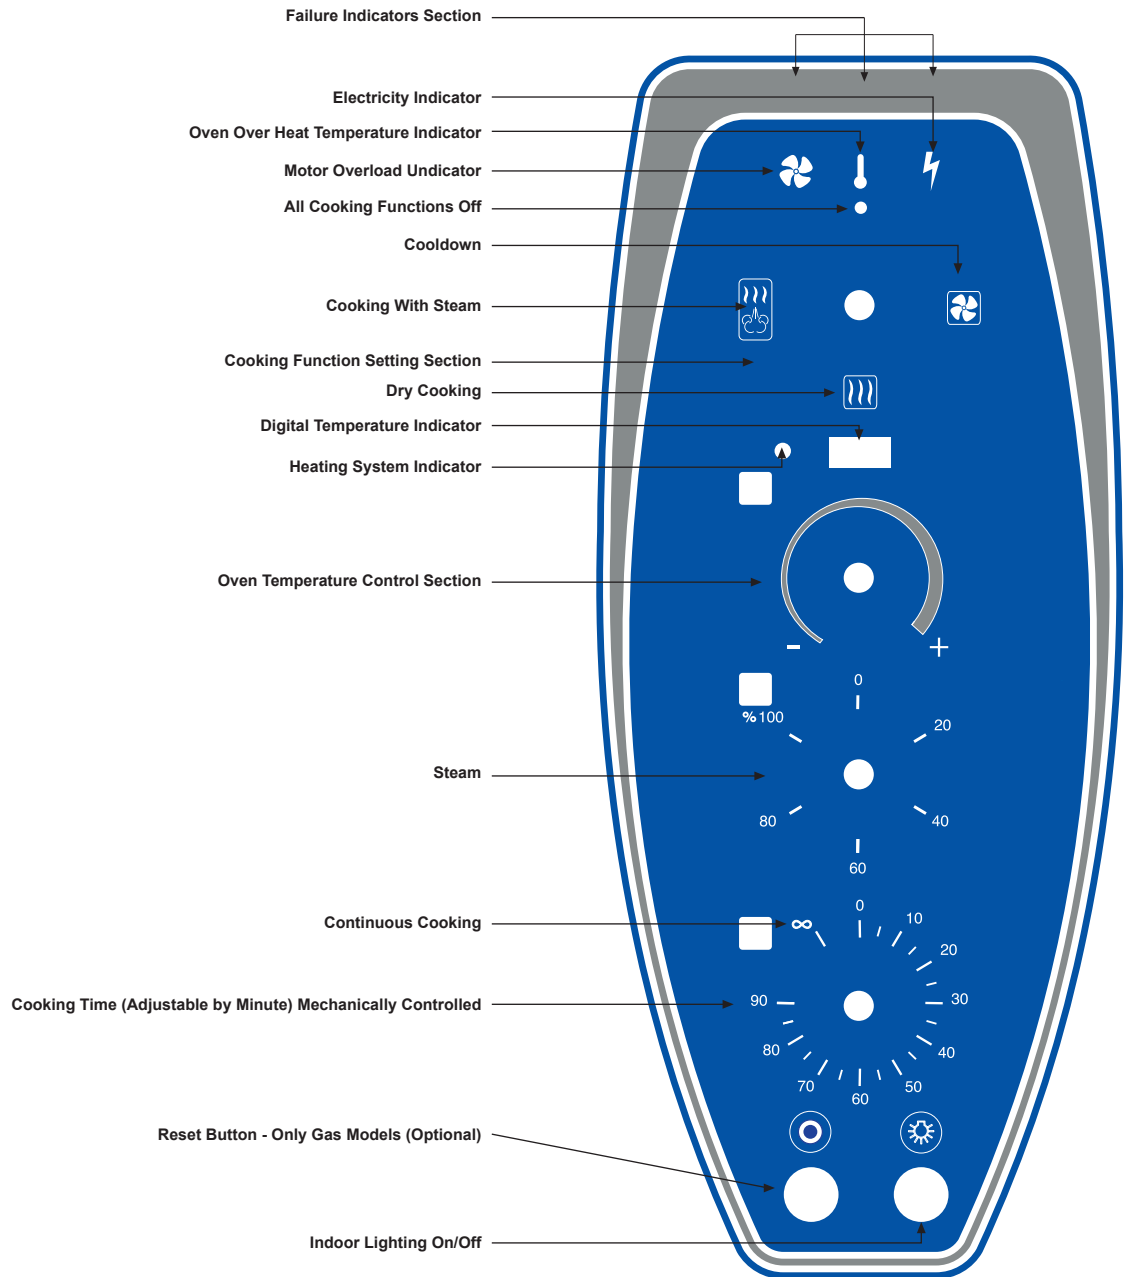 Failure Indicators Section
Electricity Indicator
Oven Over Heat Temperature Indicator
Motor Overload Undicator
All Cooking Functions Off
Cooldown
Cooking With Steam
Cooking Function Setting Section
Dry Cooking
Digital Temperature Indicator
Heating System Indicator
Oven Temperature Control Section
- +
0
%100
20
Steam
80
40
60
0
Continuous Cooking
∞
10
20
Cooking Time (Adjustable by Minute) Mechanically Controlled
90
30
80
40
70
50
60
Reset Button - Only Gas Models (Optional)
Indoor Lighting On/Off